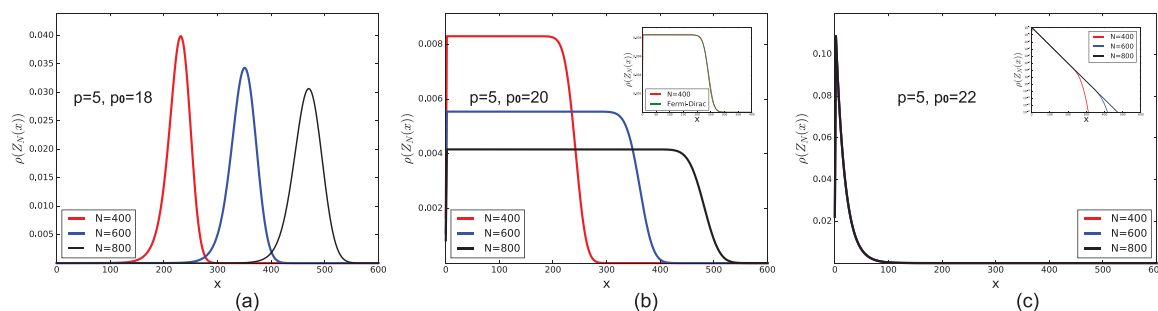 0.040
0.035
0.030
0.025
0.020
0.015
0.010
0.005
ρ(Z_N(x))
p=5, p₀=18
N=400
N=600
N=800
0 100 200 300 400 500 600
x
(a)
0.008
0.006
0.004
0.002
ρ(Z_N(x))
p=5, p₀=20
N=400
N=600
N=800
0 100 200 300 400 500 600
x
(b)
ρ(Z_N(x))
N=400
Fermi-Dirac
x
0.10
0.08
0.06
0.04
0.02
ρ(Z_N(x))
p=5, p₀=22
N=400
N=600
N=800
0 100 200 300 400 500 600
x
(c)
ρ(Z_N(x))
N=400
N=600
N=800
x